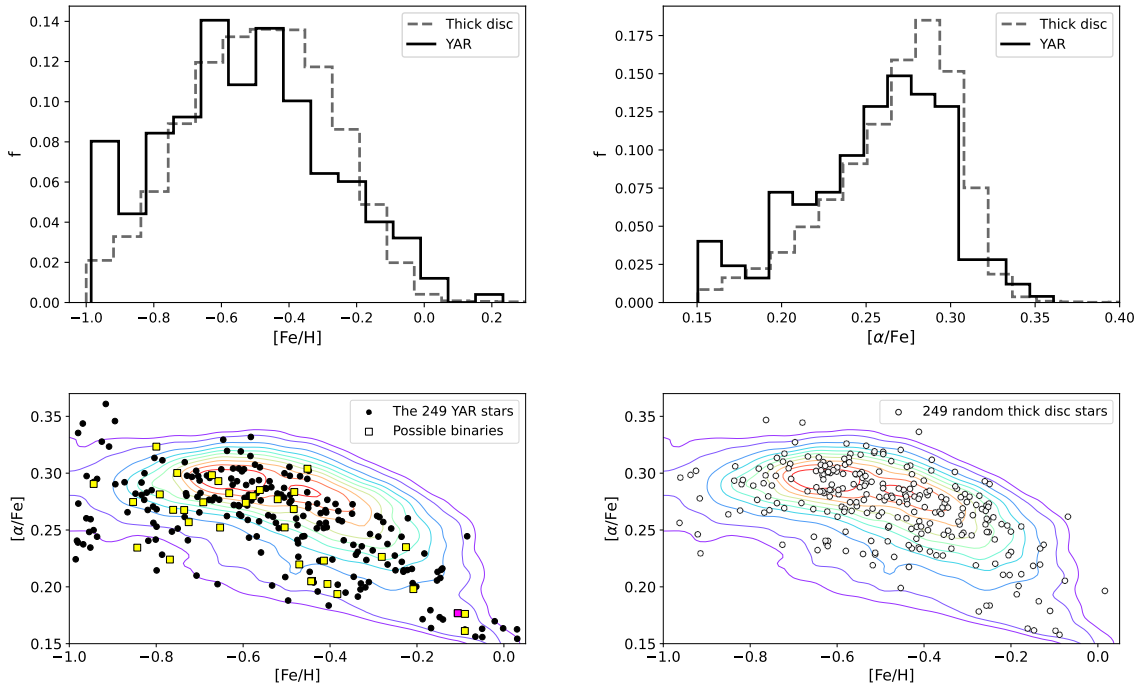 0.14
0.12
0.10
0.08
0.06
0.04
0.02
0.00
f
Thick disc
YAR
−1.0 −0.8 −0.6 −0.4 −0.2 0.0 0.2
[Fe/H]
0.175
0.150
0.125
0.100
0.075
0.050
0.025
0.000
f
Thick disc
YAR
0.15 0.20 0.25 0.30 0.35 0.40
[α/Fe]
0.35
0.30
0.25
0.20
0.15
[α/Fe]
The 249 YAR stars
Possible binaries
−1.0 −0.8 −0.6 −0.4 −0.2 0.0
[Fe/H]
0.35
0.30
0.25
0.20
0.15
[α/Fe]
249 random thick disc stars
−1.0 −0.8 −0.6 −0.4 −0.2 0.0
[Fe/H]